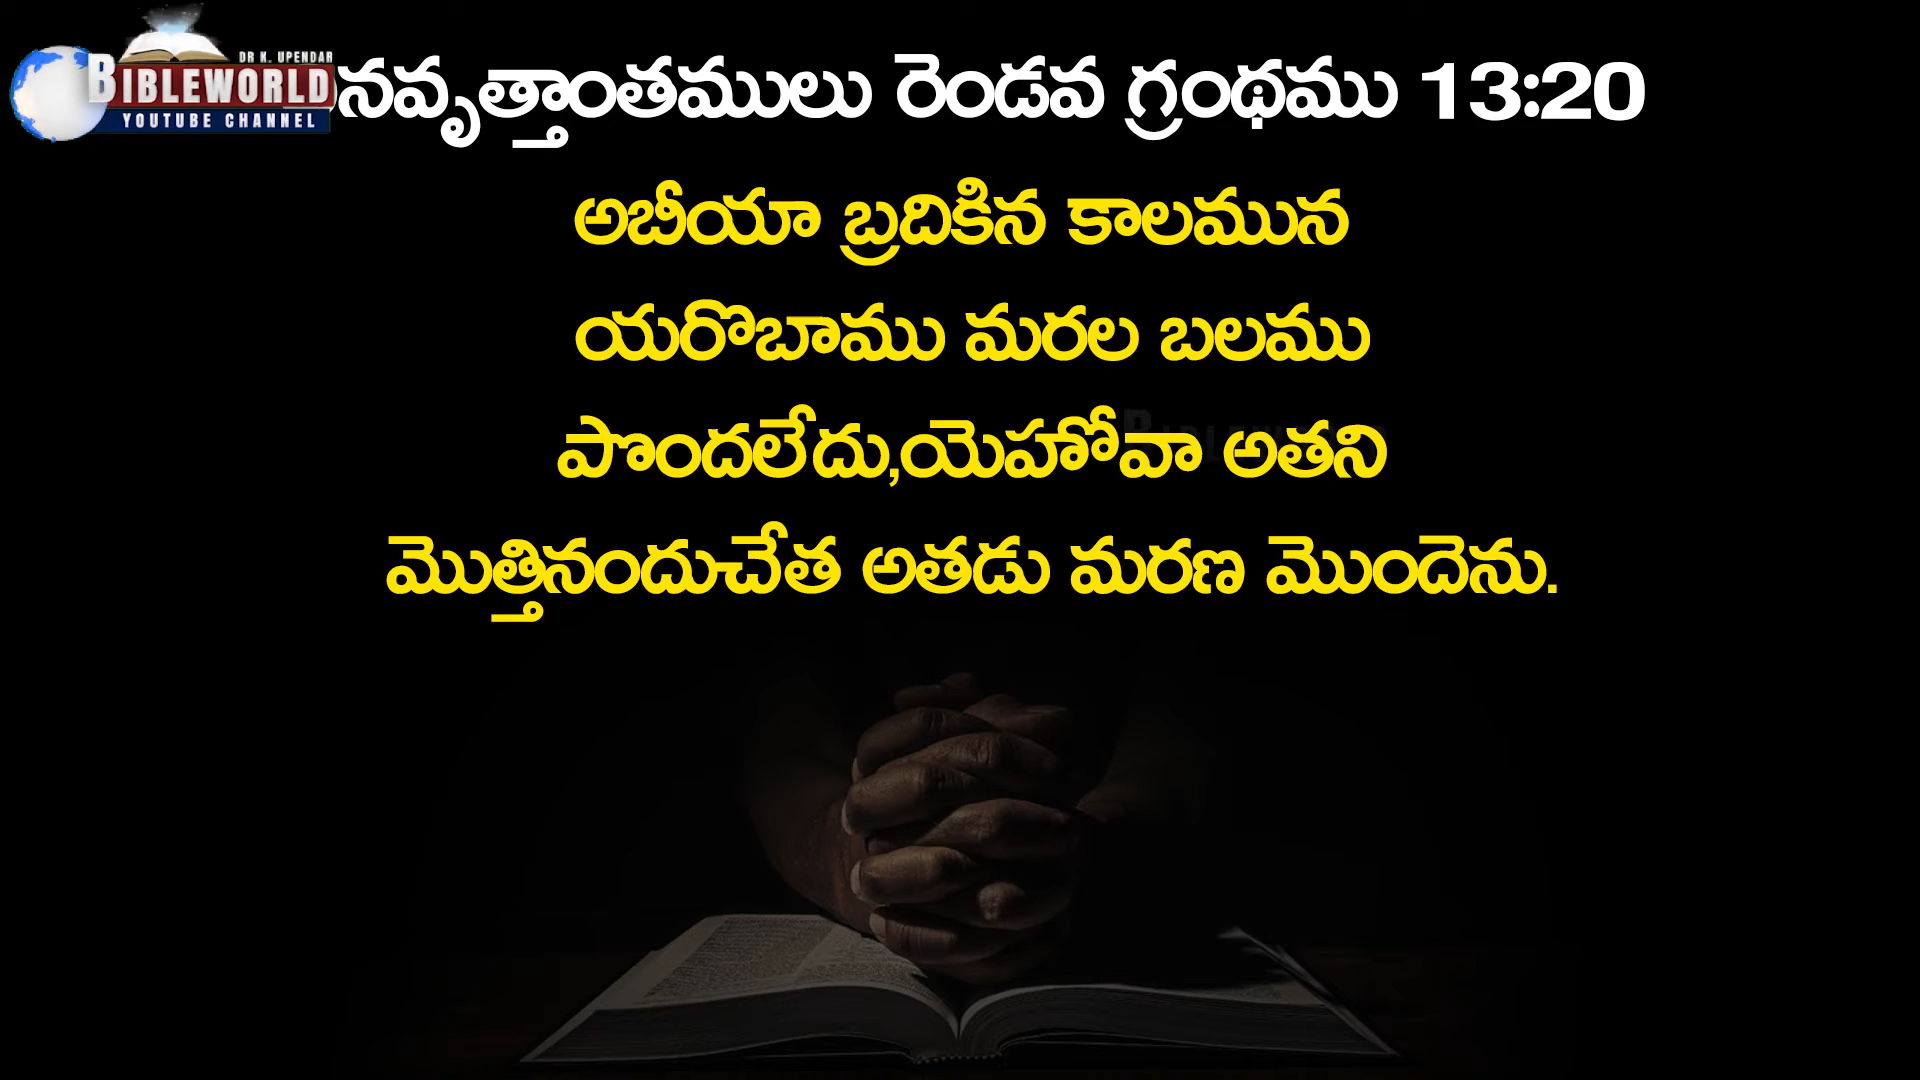 DR K. UPENDAR
BIBLEWORLD
YOUTUBE CHANNEL
నవృత్తాంతములు రెండవ గ్రంథము 13:20
అబీయా బ్రదికిన కాలమున
యరొబాము మరల బలము
పొందలేదు,యెహోవా అతని
మొత్తినందుచేత అతడు మరణ మొందెను.